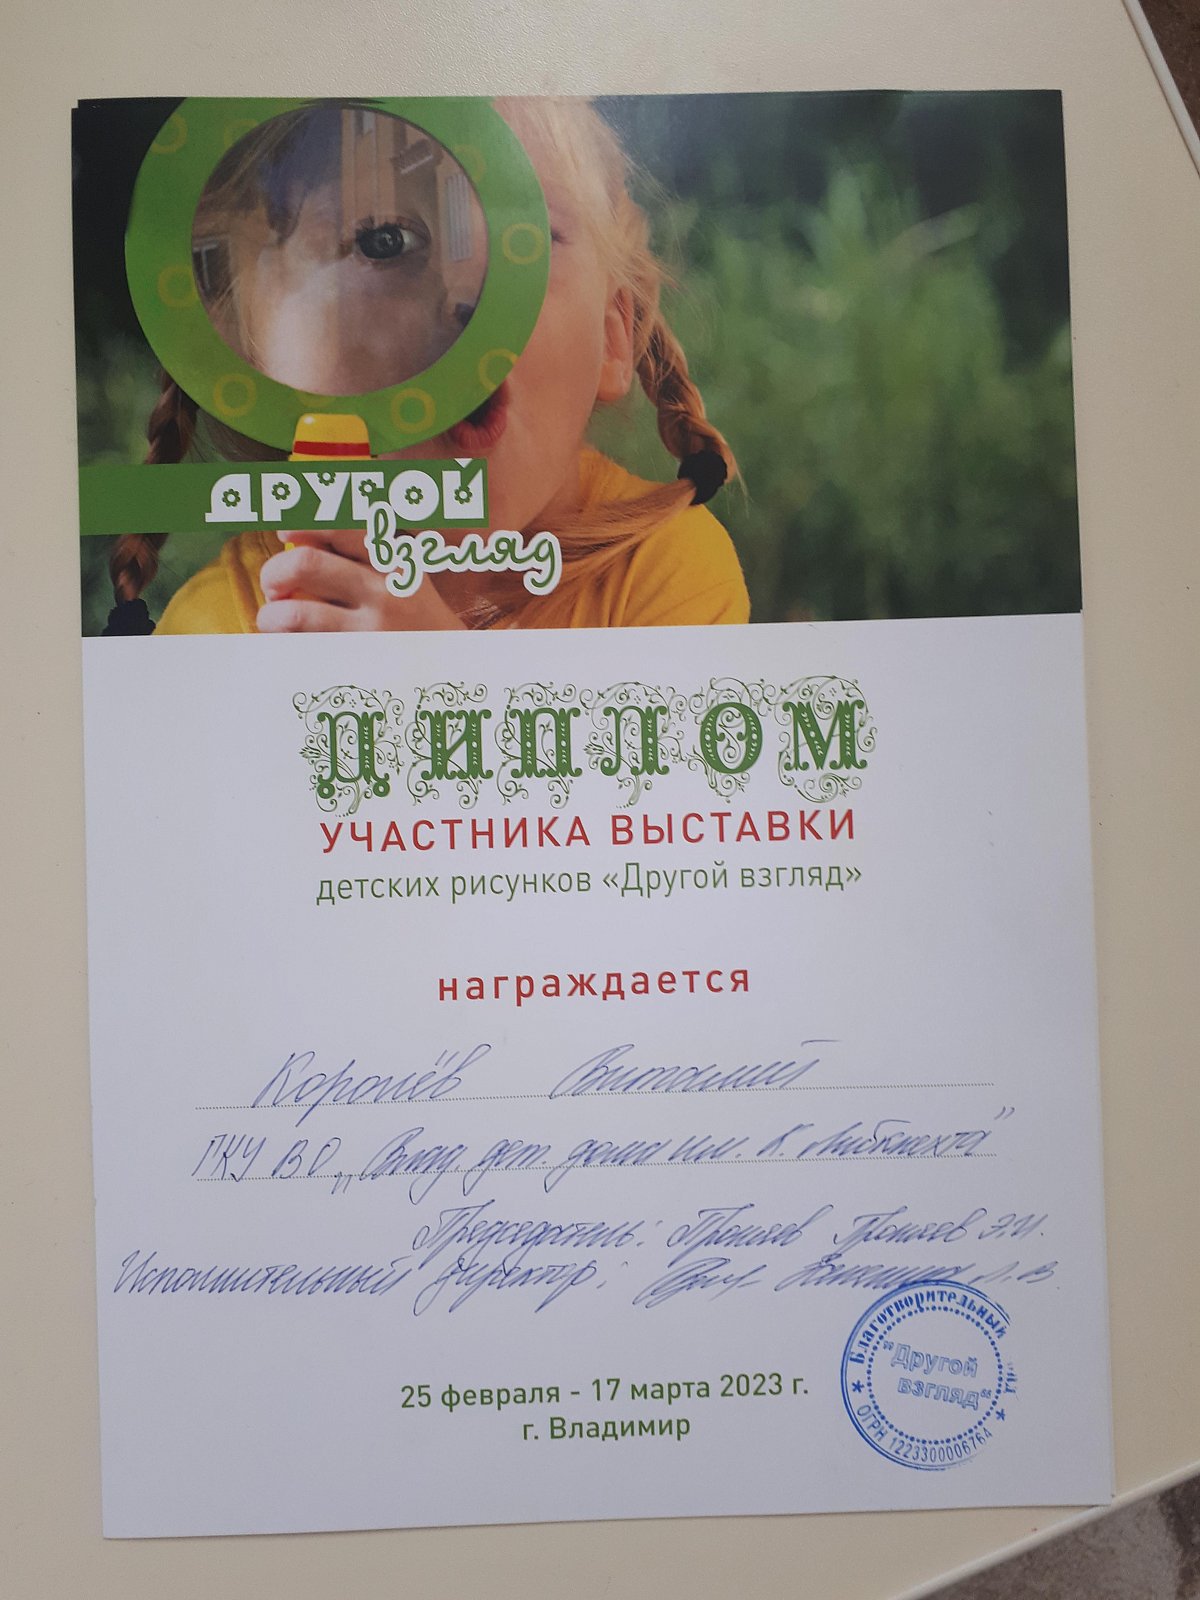 ДРУГОЙ
взгляд
ДИПЛОМ
УЧАСТНИКА ВЫСТАВКИ
детских рисунков «Другой взгляд»
награждается
Королёв Виталий
ГКУ ВО „Влад. дет. дома им. К. Либкнехта"
Председатель: Э.И.
Исполнительный директор:
25 февраля - 17 марта 2023 г.
г. Владимир
Благотворительный
"Другой
взгляд"
ОГРН 1223300006764